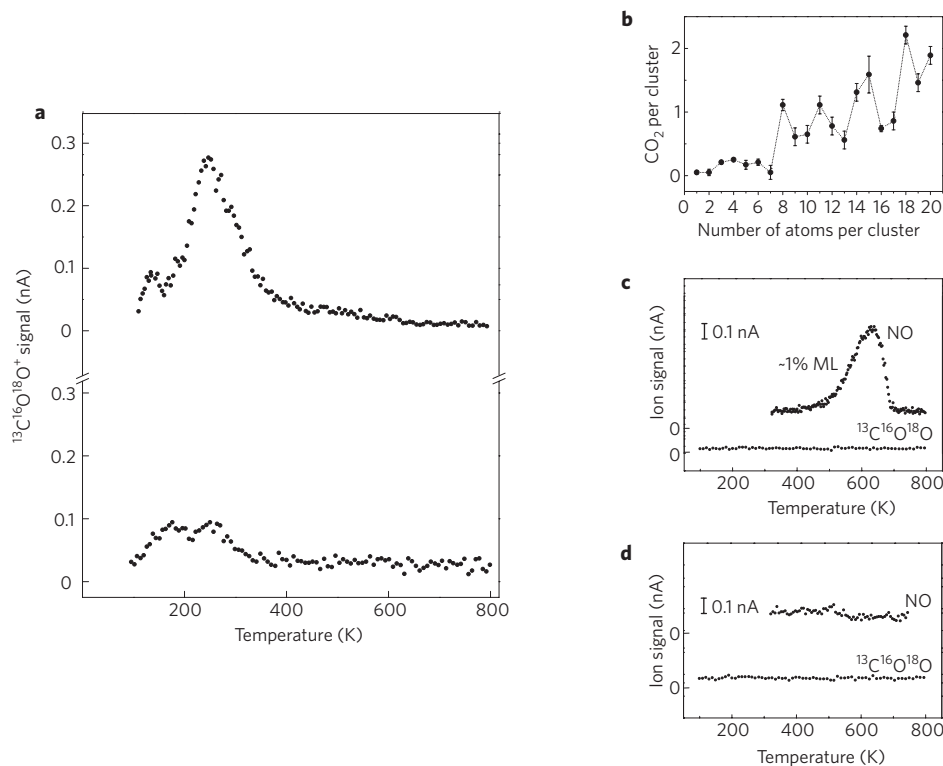 a
¹³C¹⁶O¹⁸O⁺ signal (nA)
0.3
0.2
0.1
0
0.3
0.2
0.1
0
200 400 600 800
Temperature (K)
b
CO₂ per cluster
2
1
0
0 2 4 6 8 10 12 14 16 18 20
Number of atoms per cluster
c
Ion signal (nA)
0.1 nA
NO
~1% ML
¹³C¹⁶O¹⁸O
0
0
200 400 600 800
Temperature (K)
d
Ion signal (nA)
0.1 nA
NO
0
¹³C¹⁶O¹⁸O
0
200 400 600 800
Temperature (K)